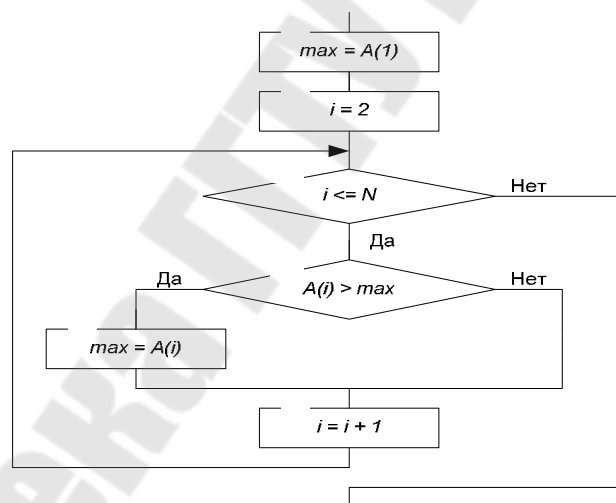 max = A(1)
i = 2
i <= N
Нет
Да
Да
A(i) > max
Нет
max = A(i)
i = i + 1